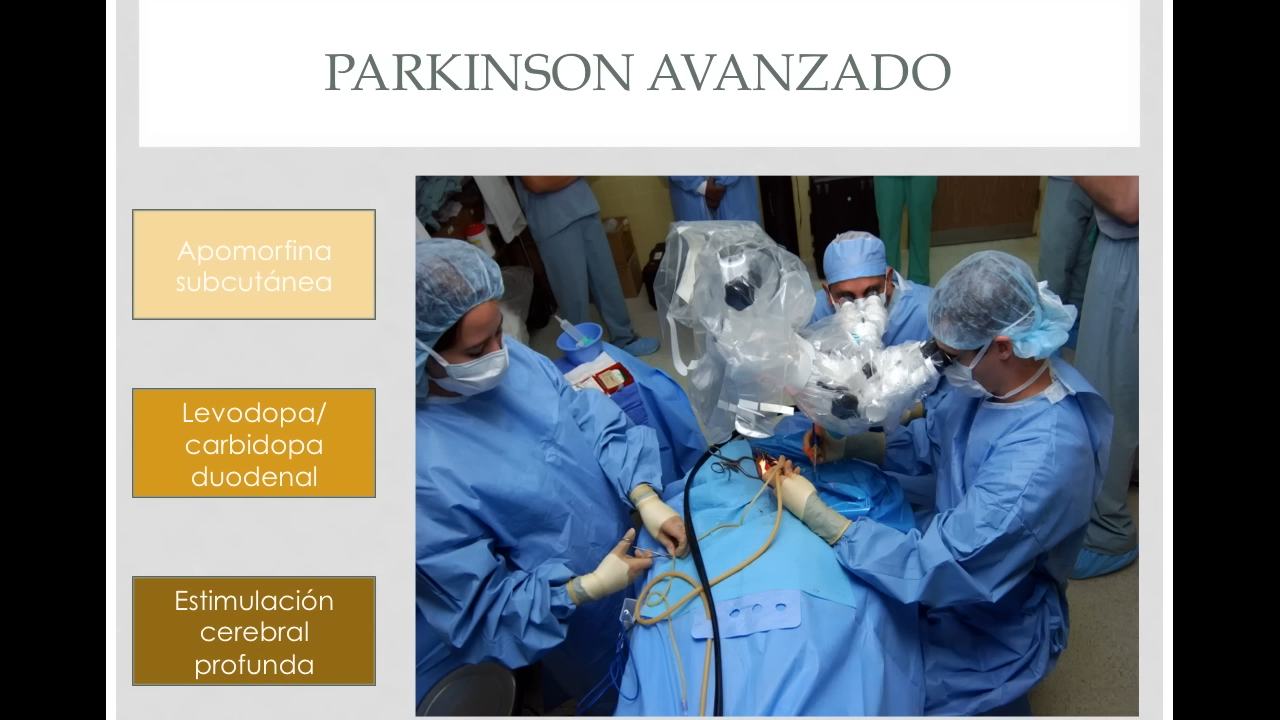 PARKINSON AVANZADO
Apomorfina
subcutánea
Levodopa/
carbidopa
duodenal
Estimulación
cerebral
profunda